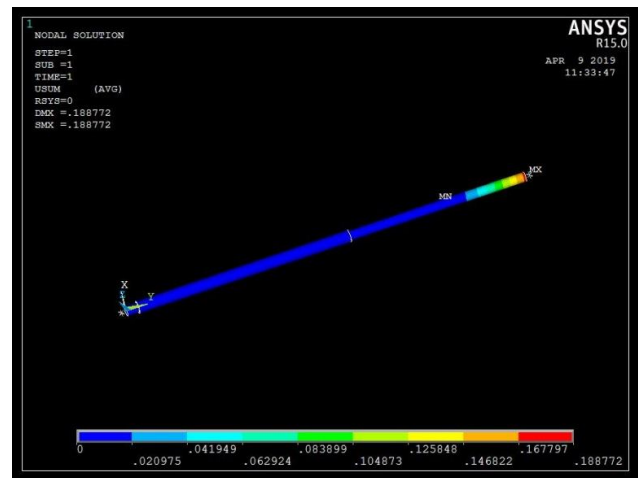 1
NODAL SOLUTION
STEP=1
SUB =1
TIME=1
USUM (AVG)
RSYS=0
DMX =.188772
SMX =.188772
ANSYS
R15.0
APR 9 2019
11:33:47
MX
MN
X
Y
0 .041949 .083899 .125848 .167797
.020975 .062924 .104873 .146822 .188772